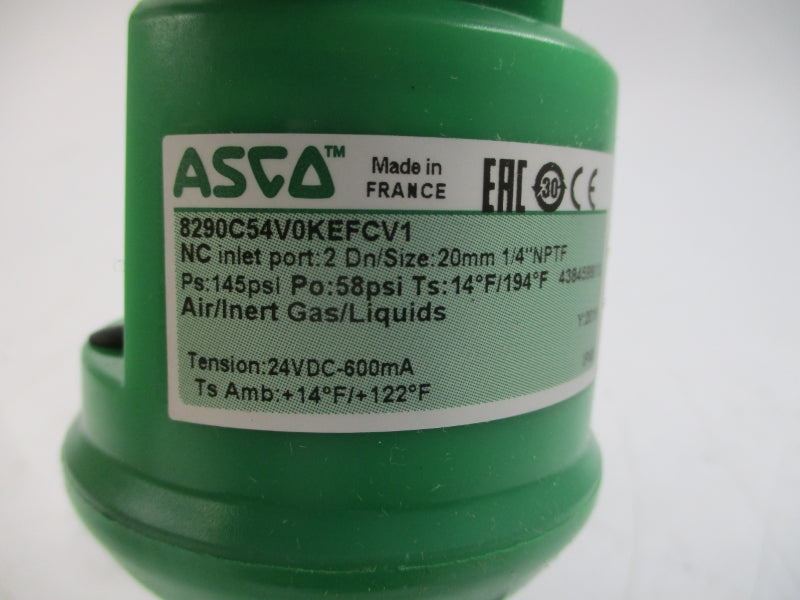 ASCO™ Made in FRANCE EAC 30 CE
8290C54V0KEFCV1
NC inlet port:2 Dn/Size:20mm 1/4"NPTF
Ps:145psI Po:58psi Ts:14°F/194°F
Air/Inert Gas/Liquids
Tension:24VDC-600mA
Ts Amb:+14°F/+122°F